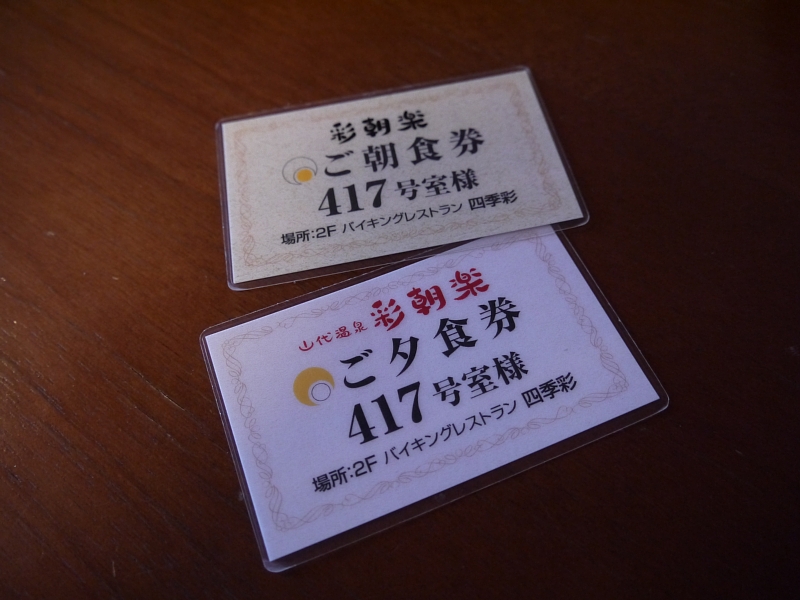 彩朝楽
ご朝食券
417号室様
場所:2F バイキングレストラン 四季彩
山代温泉 彩朝楽
ご夕食券
417号室様
場所:2F バイキングレストラン 四季彩